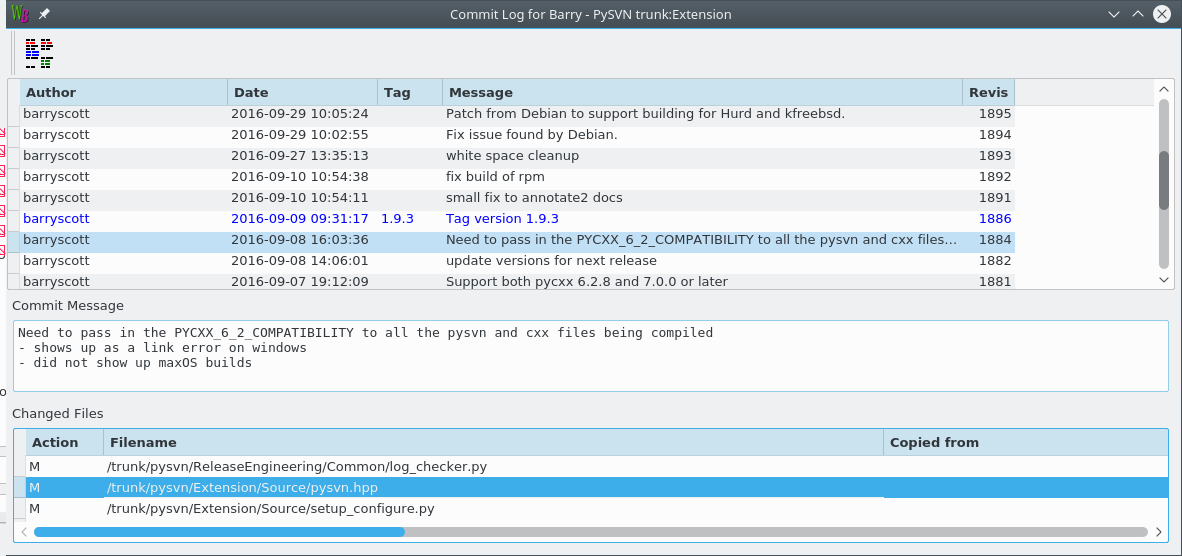 Commit Log for Barry - PySVN trunk:Extension
Author Date Tag Message Revis
barryscott 2016-09-29 10:05:24 Patch from Debian to support building for Hurd and kfreebsd. 1895
barryscott 2016-09-29 10:02:55 Fix issue found by Debian. 1894
barryscott 2016-09-27 13:35:13 white space cleanup 1893
barryscott 2016-09-10 10:54:38 fix build of rpm 1892
barryscott 2016-09-10 10:54:11 small fix to annotate2 docs 1891
barryscott 2016-09-09 09:31:17 1.9.3 Tag version 1.9.3 1886
barryscott 2016-09-08 16:03:36 Need to pass in the PYCXX_6_2_COMPATIBILITY to all the pysvn and cxx files... 1884
barryscott 2016-09-08 14:06:01 update versions for next release 1882
barryscott 2016-09-07 19:12:09 Support both pycxx 6.2.8 and 7.0.0 or later 1881
Commit Message
Need to pass in the PYCXX_6_2_COMPATIBILITY to all the pysvn and cxx files being compiled
- shows up as a link error on windows
- did not show up maxOS builds
Changed Files
Action Filename Copied from
M /trunk/pysvn/ReleaseEngineering/Common/log_checker.py
M /trunk/pysvn/Extension/Source/pysvn.hpp
M /trunk/pysvn/Extension/Source/setup_configure.py